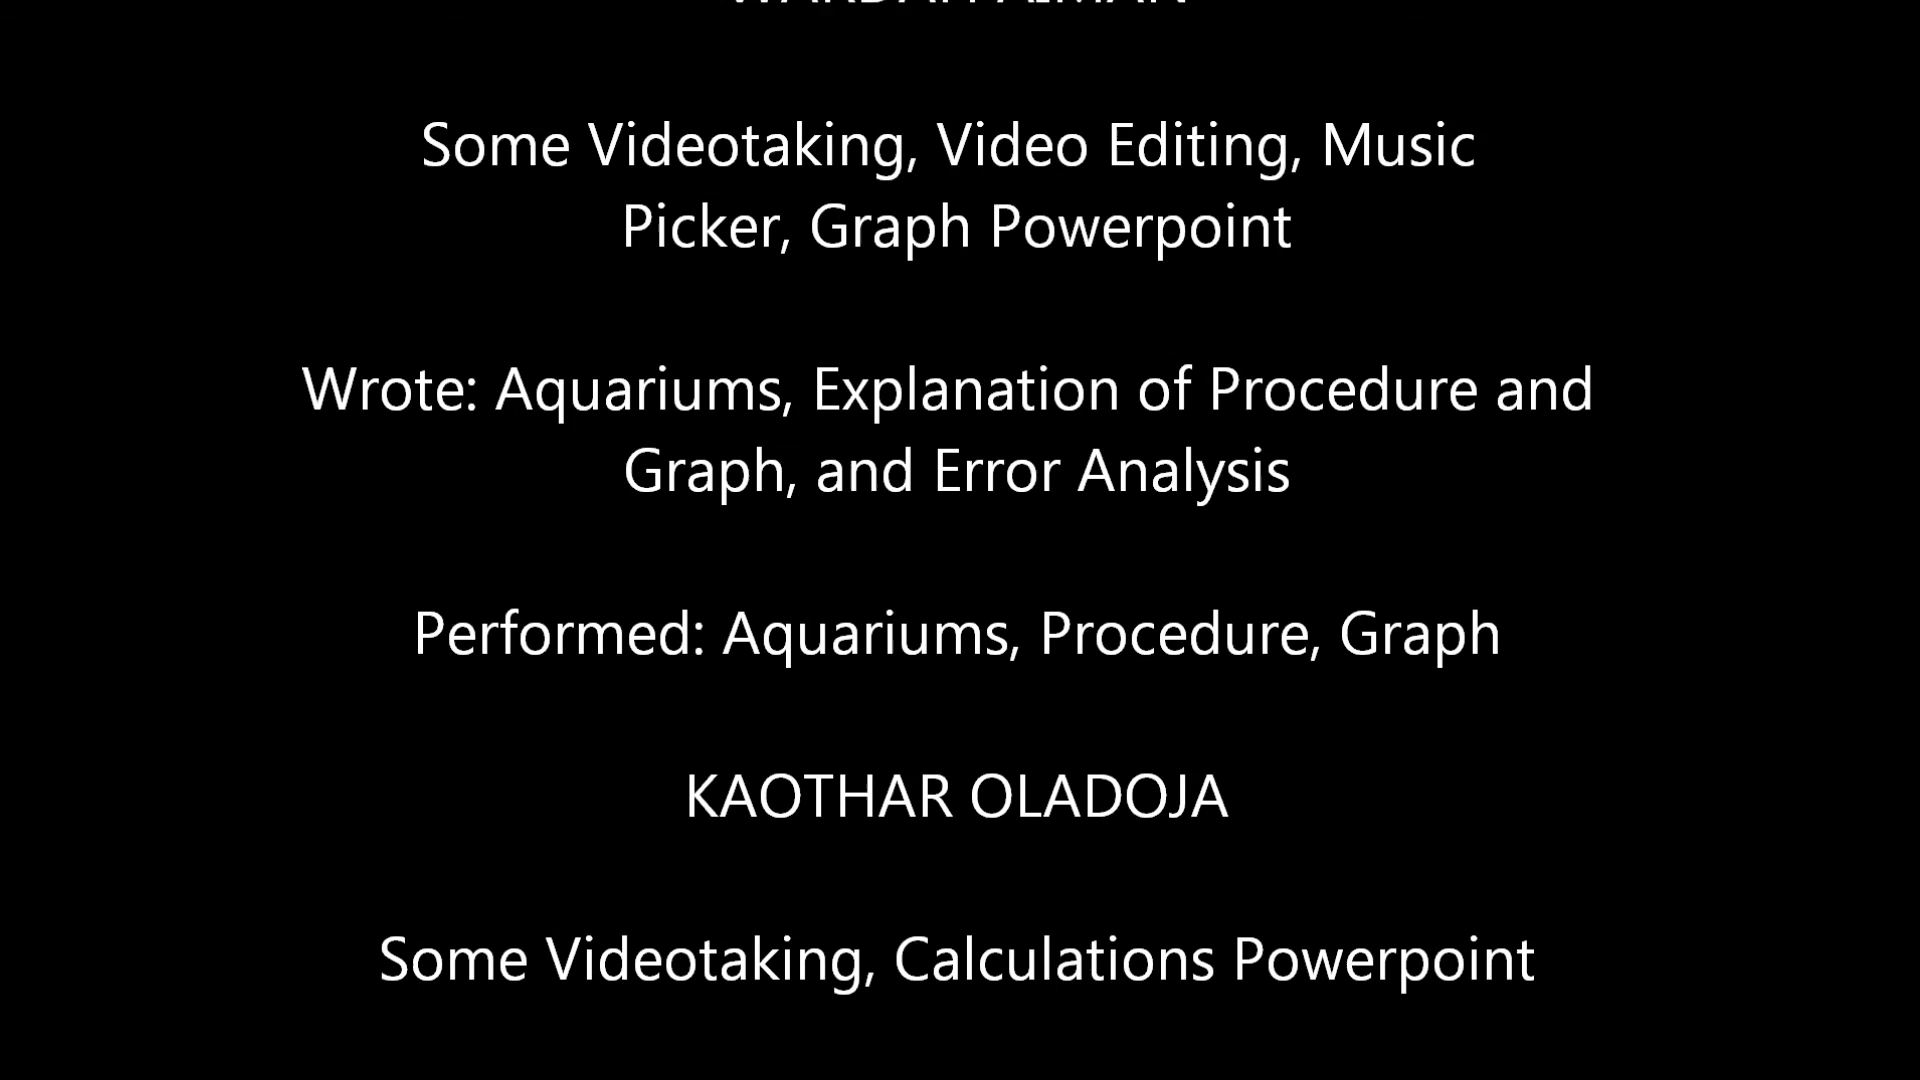 Some Videotaking, Video Editing, Music
Picker, Graph Powerpoint
Wrote: Aquariums, Explanation of Procedure and
Graph, and Error Analysis
Performed: Aquariums, Procedure, Graph
KAOTHAR OLADOJA
Some Videotaking, Calculations Powerpoint